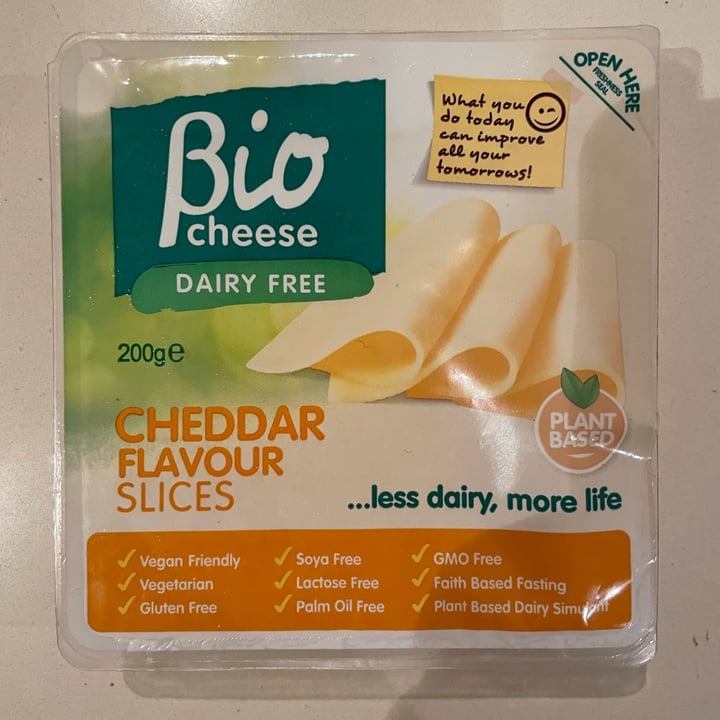 OPEN HERE
FRESHNESS
SEAL
What you
do today
can improve
all your
tomorrows!
Bio
cheese
DAIRY FREE
200g℮
PLANT
BASED
CHEDDAR
FLAVOUR
SLICES
...less dairy, more life
Vegan Friendly
Vegetarian
Gluten Free
Soya Free
Lactose Free
Palm Oil Free
GMO Free
Faith Based Fasting
Plant Based Dairy